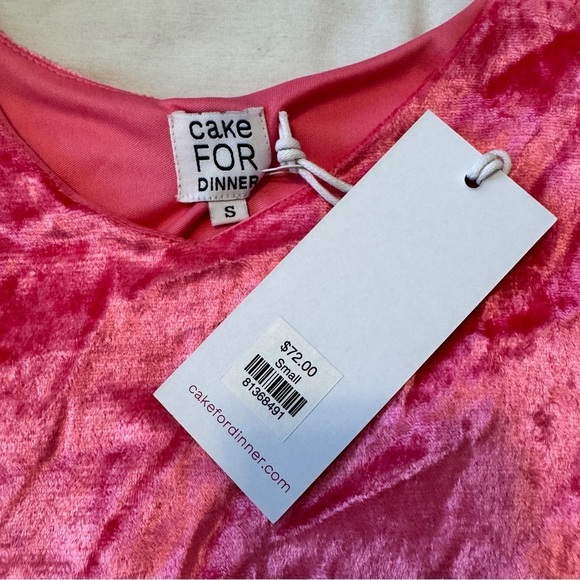 cake
FOR
DINNER
S
$72.00
Small
81368491
cakefordinner.com